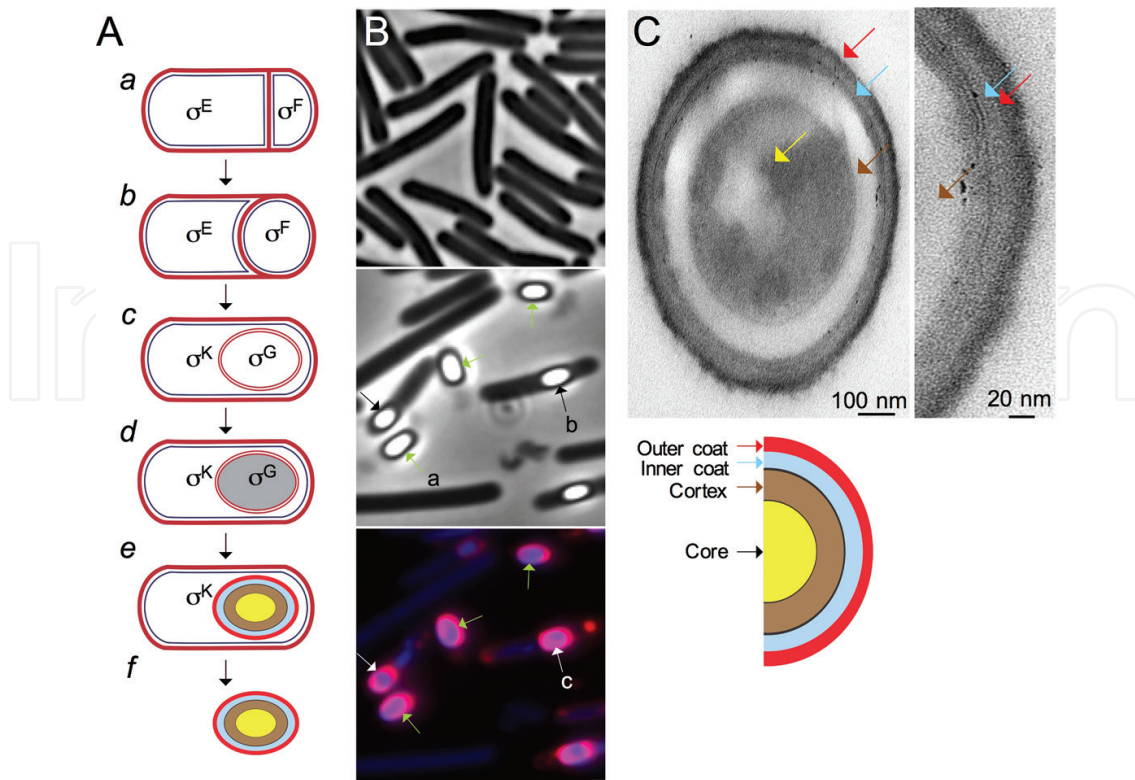 A
a
σE σF
b
σE σF
c
σK σG
d
σK σG
e
σK
f
B
b
a
c
C
100 nm
20 nm
Outer coat
Inner coat
Cortex
Core